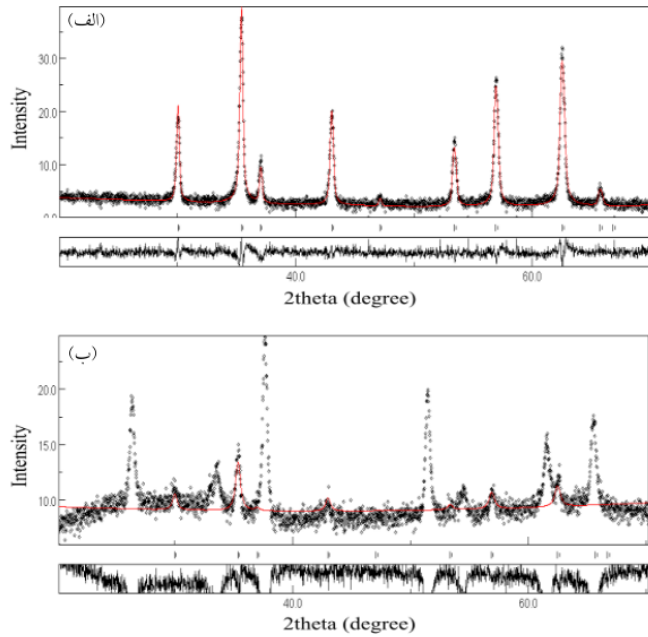 (الف)
Intensity
30.0
20.0
10.0
0.0
40.0
60.0
2theta (degree)
(ب)
Intensity
20.0
15.0
10.0
40.0
60.0
2theta (degree)